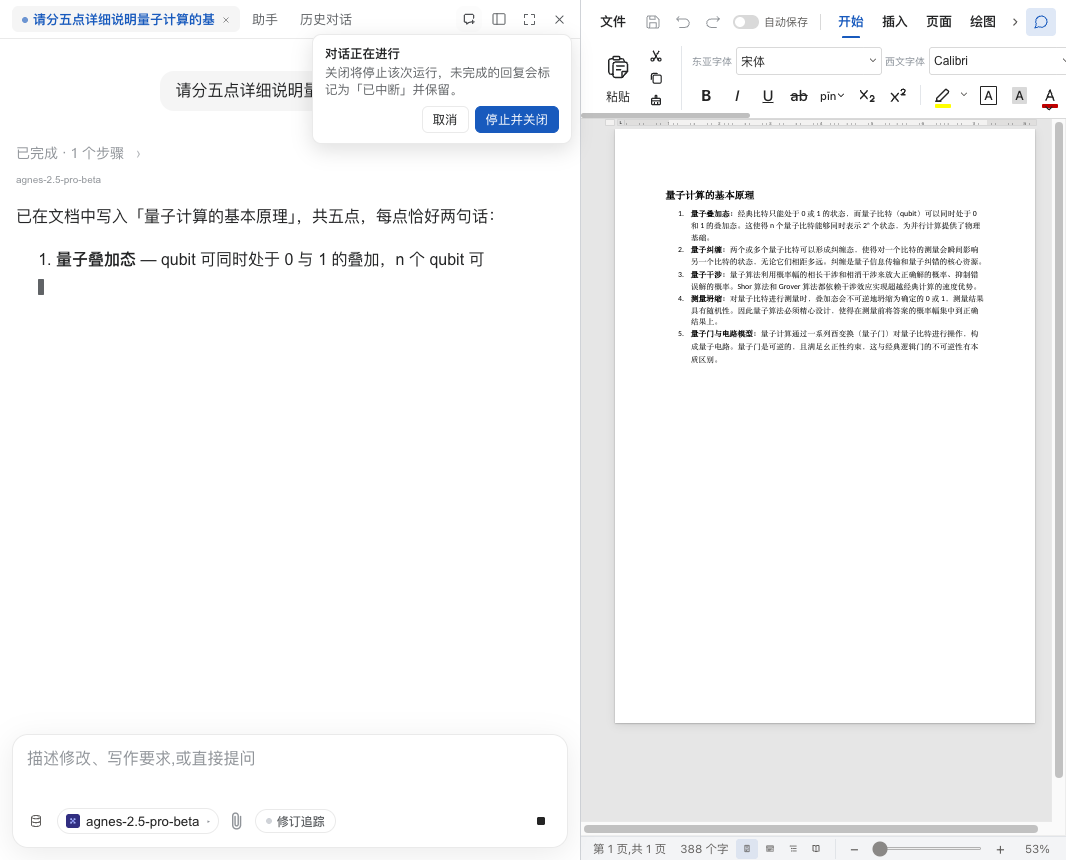 请分五点详细说明量子计算的基 × 助手 历史对话
对话正在进行
关闭将停止该次运行，未完成的回复会标
记为「已中断」并保留。
取消 停止并关闭
请分五点详细说明量
已完成 · 1 个步骤 ›
agnes-2.5-pro-beta
已在文档中写入「量子计算的基本原理」，共五点，每点恰好两句话：
1. 量子叠加态 — qubit 可同时处于 0 与 1 的叠加，n 个 qubit 可
描述修改、写作要求,或直接提问
agnes-2.5-pro-beta
修订追踪
文件 自动保存 开始 插入 页面 绘图
粘贴
东亚字体 宋体 西文字体 Calibri
B I U ab pīn X₂ X² A A A
量子计算的基本原理
1. 量子叠加态：经典比特只能处于 0 或 1 的状态，而量子比特（qubit）可以同时处于 0
和 1 的叠加态。这使得 n 个量子比特能够同时表示 2ⁿ 个状态，为并行计算提供了物理
基础。
2. 量子纠缠：两个或多个量子比特可以形成纠缠态，使得对一个比特的测量会瞬间影响
另一个比特的状态，无论它们相距多远。纠缠是量子信息传输和量子纠错的核心资源。
3. 量子干涉：量子算法利用概率幅的相长干涉和相消干涉来放大正确解的概率、抑制错
误解的概率。Shor 算法和 Grover 算法都依赖干涉效应实现超越经典计算的速度优势。
4. 测量坍缩：对量子比特进行测量时，叠加态会不可逆地坍缩为确定的 0 或 1，测量结果
具有随机性。因此量子算法必须精心设计，使得在测量前将答案的概率幅集中到正确
结果上。
5. 量子门与电路模型：量子计算通过一系列酉变换（量子门）对量子比特进行操作，构
成量子电路。量子门是可逆的，且满足幺正性约束，这与经典逻辑门的不可逆性有本
质区别。
第 1 页,共 1 页 388 个字 53%